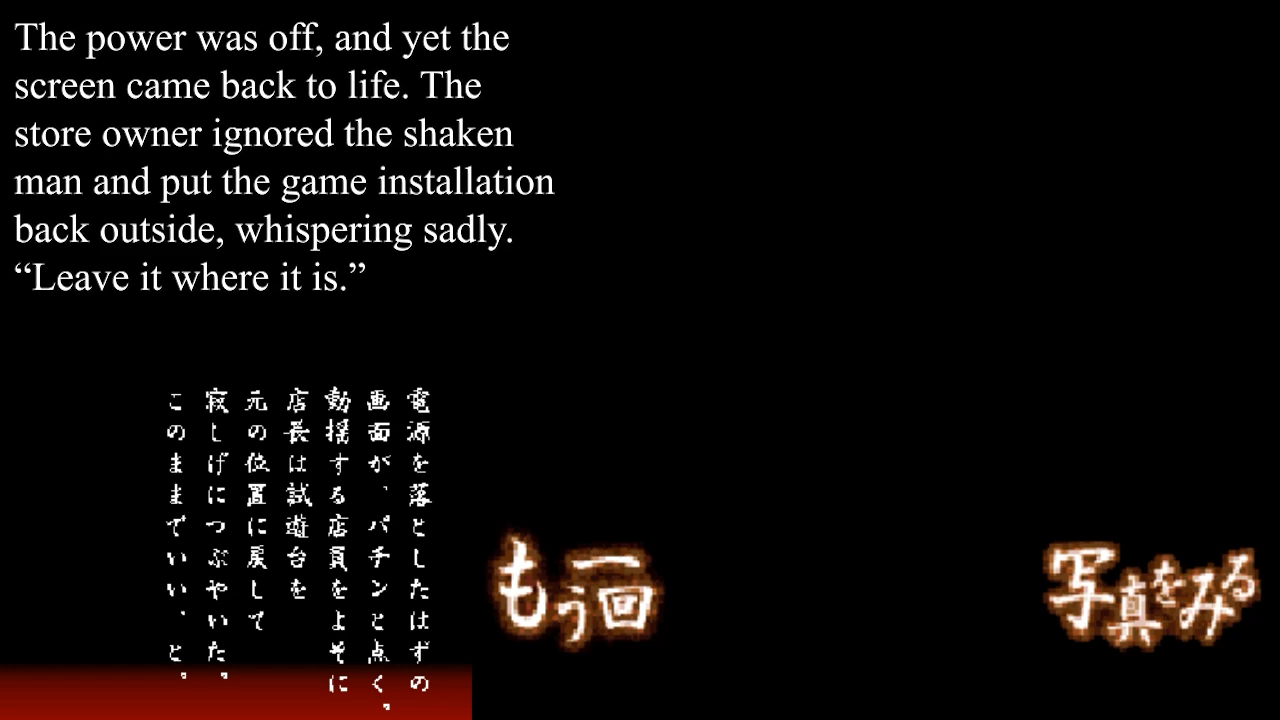 The power was off, and yet the
screen came back to life. The
store owner ignored the shaken
man and put the game installation
back outside, whispering sadly.
“Leave it where it is.”
電源を落としたはずの
画面が、パチンと点く。
動揺する店員をよそに
店長は試遊台を
元の位置に戻して
寂しげにつぶやいた。
このままでいい、と。
もう一回
写真をみる